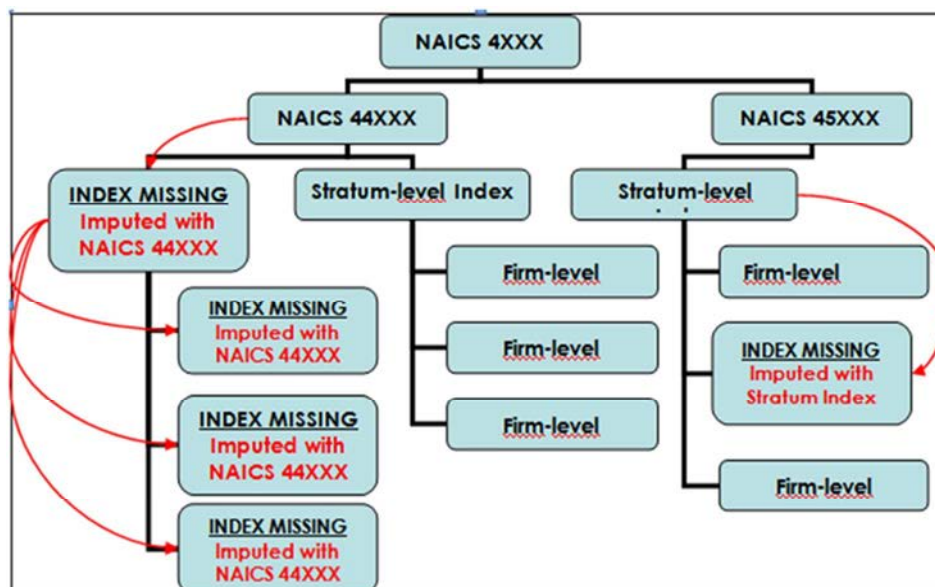 NAICS 4XXX
NAICS 44XXX
NAICS 45XXX
INDEX MISSING
Imputed with
NAICS 44XXX
Stratum-level Index
Stratum-level
Firm-level
Firm-level
INDEX MISSING
Imputed with
NAICS 44XXX
Firm-level
INDEX MISSING
Imputed with
Stratum Index
INDEX MISSING
Imputed with
NAICS 44XXX
Firm-level
Firm-level
INDEX MISSING
Imputed with
NAICS 44XXX